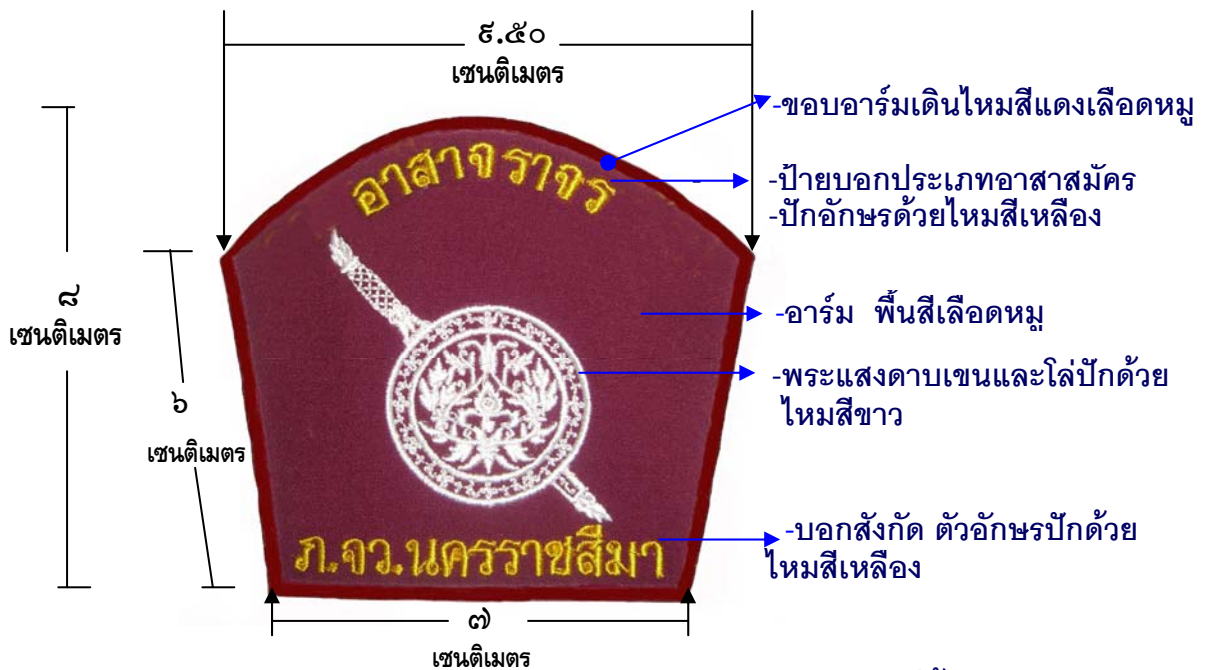 ๙.๕๐
เซนติเมตร
-ขอบอาร์มเดินไหมสีแดงเลือดหมู
อาสาจราจร
-ป้ายบอกประเภทอาสาสมัคร
-ปักอักษรด้วยไหมสีเหลือง
๘
เซนติเมตร
-อาร์ม พื้นสีเลือดหมู
-พระแสงดาบเขนและโล่ปักด้วย
ไหมสีขาว
๖
เซนติเมตร
-บอกสังกัด ตัวอักษรปักด้วย
ไหมสีเหลือง
ภ.จว.นครราชสีมา
๗
เซนติเมตร